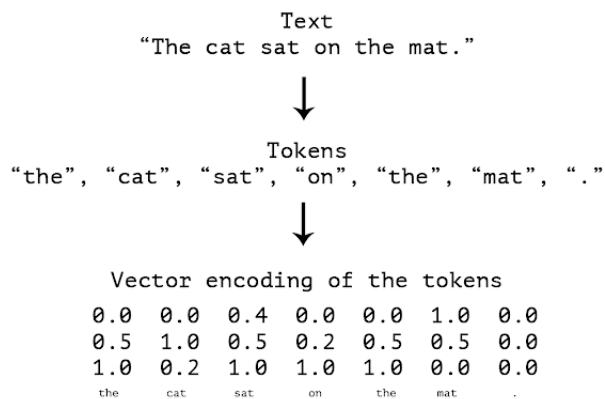 Text
“The cat sat on the mat.”
Tokens
“the”, “cat”, “sat”, “on”, “the”, “mat”, “.”
Vector encoding of the tokens
0.0 0.0 0.4 0.0 0.0 1.0 0.0
0.5 1.0 0.5 0.2 0.5 0.5 0.0
1.0 0.2 1.0 1.0 1.0 0.0 0.0
the cat sat on the mat .